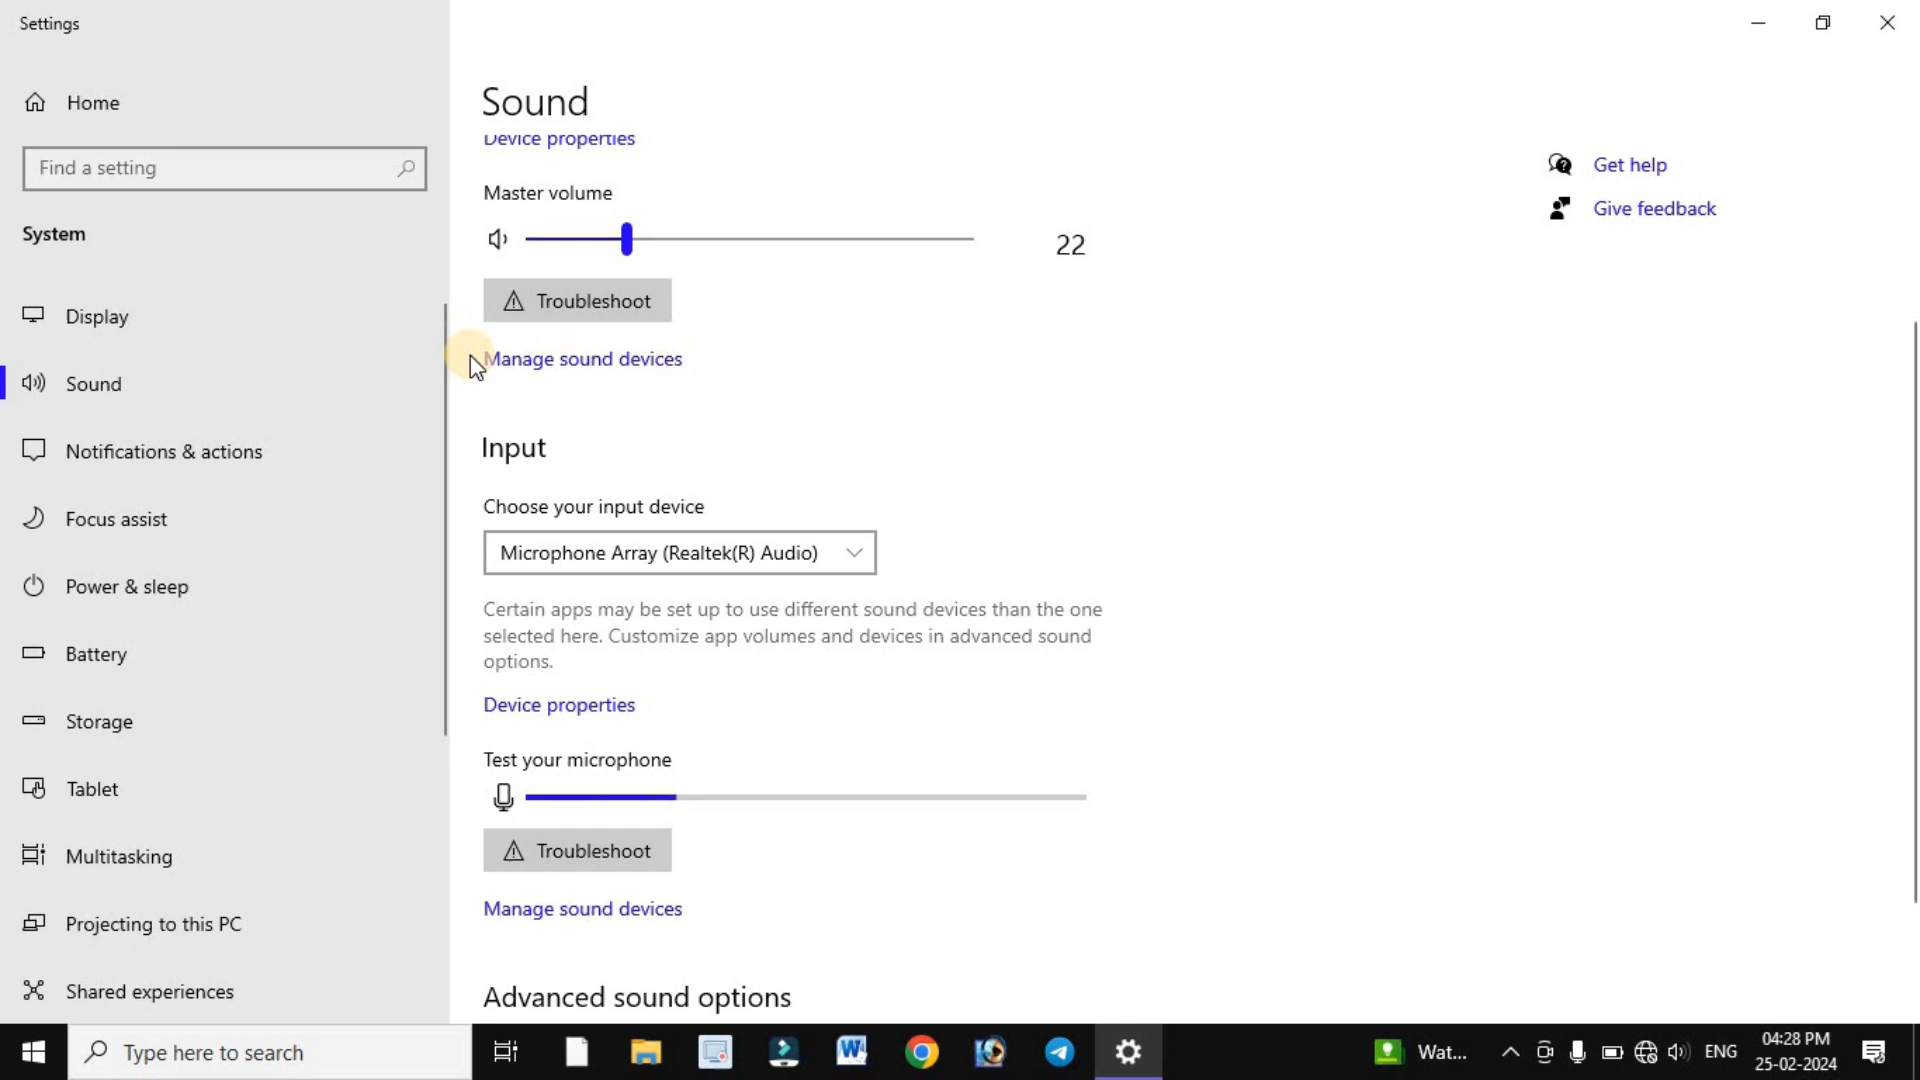 Settings
Home
Find a setting
System
Display
Sound
Notifications & actions
Focus assist
Power & sleep
Battery
Storage
Tablet
Multitasking
Projecting to this PC
Shared experiences
Sound
Device properties
Master volume
22
Troubleshoot
Manage sound devices
Input
Choose your input device
Microphone Array (Realtek(R) Audio)
Certain apps may be set up to use different sound devices than the one
selected here. Customize app volumes and devices in advanced sound
options.
Device properties
Test your microphone
Troubleshoot
Manage sound devices
Advanced sound options
Get help
Give feedback
Type here to search
W
Wat...
ENG
04:28 PM
25-02-2024